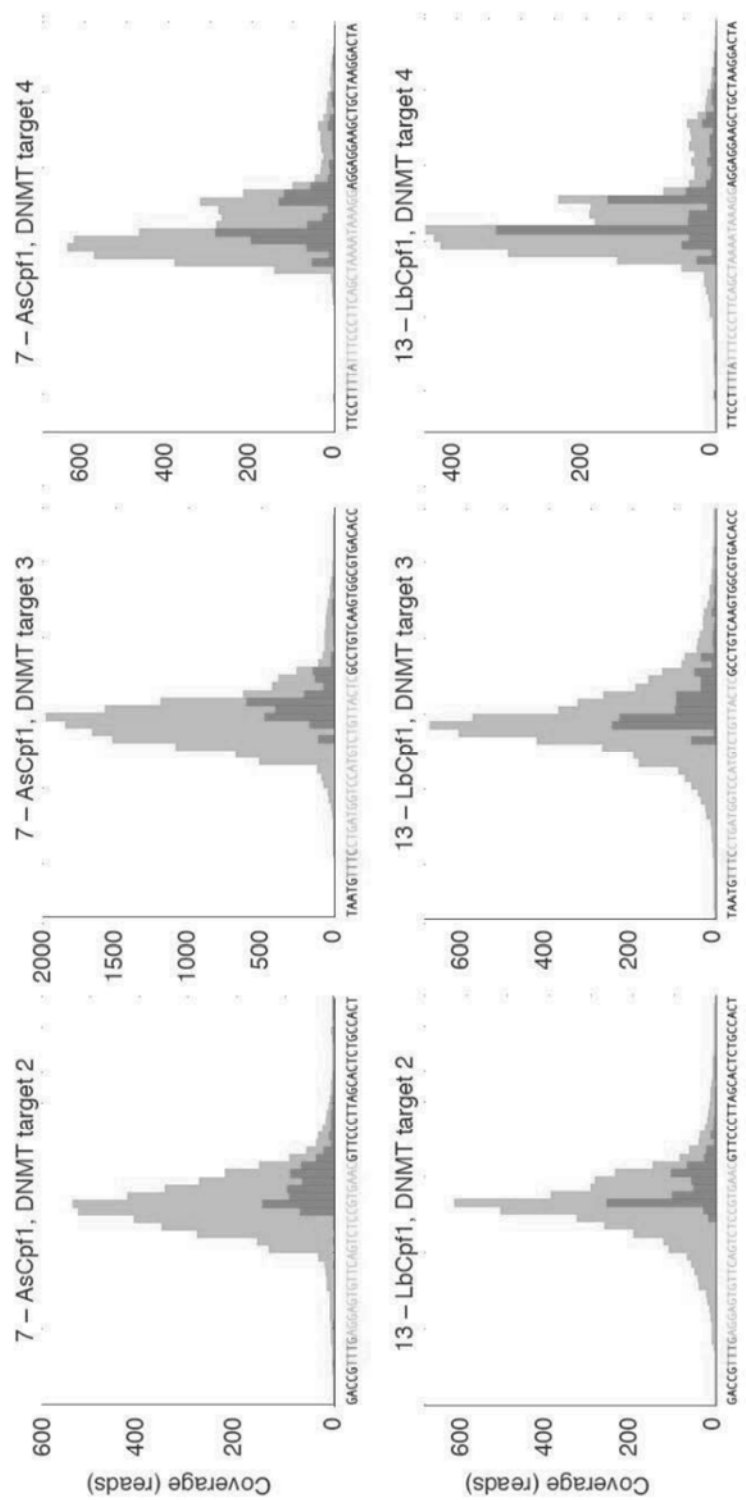 7 – AsCpf1, DNMT target 2
Coverage (reads)
600
400
200
0
GACCGTTTGAGGAGTGTTCAGTCTCCGTGAACGTTCCCTTAGCACTCTGCCACT
7 – AsCpf1, DNMT target 3
2000
1500
1000
500
0
TAATGTTTCCTGATGGTCCATGTCTGTTACTCGCCTGTCAAGTGGCGTGACACC
7 – AsCpf1, DNMT target 4
600
400
200
0
TTCCTTTTATTTCCCTTCAGCTAAAATAAAGGAGGAGGAAGCTGCTAAGGACTA
13 – LbCpf1, DNMT target 2
Coverage (reads)
600
400
200
0
GACCGTTTGAGGAGTGTTCAGTCTCCGTGAACGTTCCCTTAGCACTCTGCCACT
13 – LbCpf1, DNMT target 3
600
400
200
0
TAATGTTTCCTGATGGTCCATGTCTGTTACTCGCCTGTCAAGTGGCGTGACACC
13 – LbCpf1, DNMT target 4
400
200
0
TTCCTTTTATTTCCCTTCAGCTAAAATAAAGGAGGAGGAAGCTGCTAAGGACTA